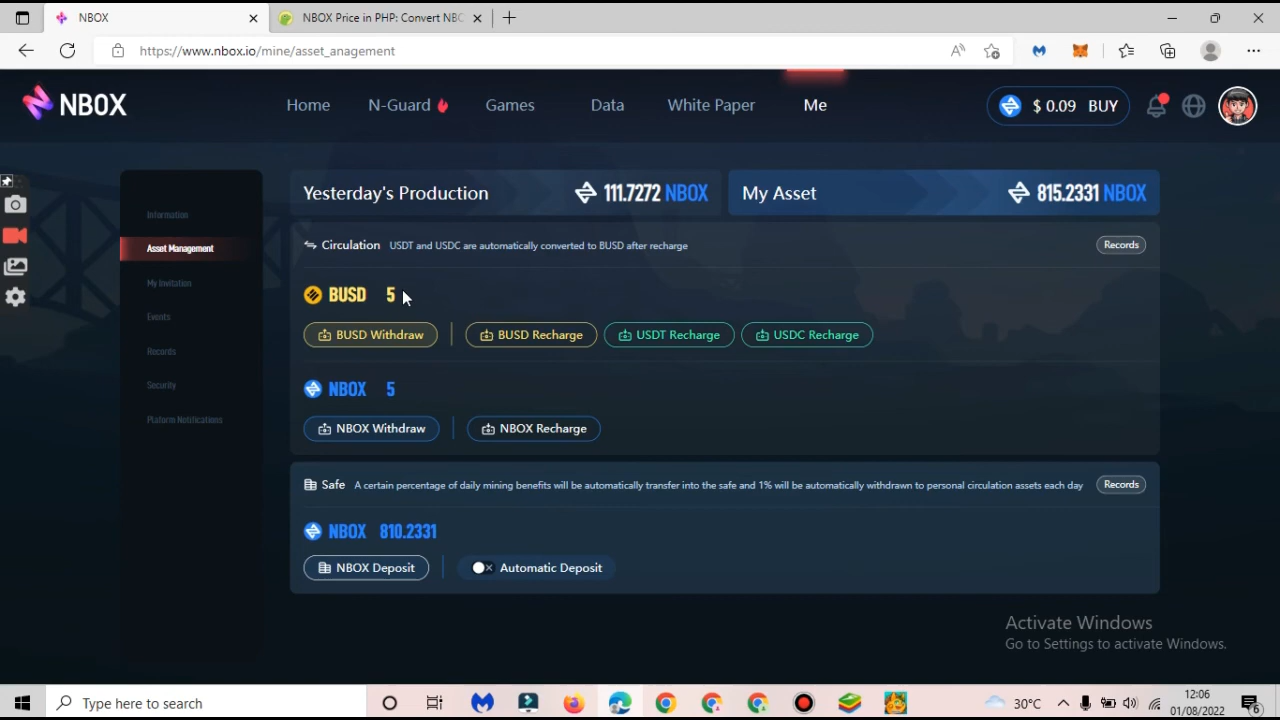 NBOX
NBOX Price in PHP: Convert NBC
https://www.nbox.io/mine/asset_anagement
NBOX
Home
N-Guard
Games
Data
White Paper
Me
$ 0.09 BUY
Yesterday's Production
111.7272 NBOX
My Asset
815.2331 NBOX
Information
Asset Management
My Invitation
Events
Records
Security
Plaform Notifications
Circulation USDT and USDC are automatically converted to BUSD after recharge
Records
BUSD 5
BUSD Withdraw
BUSD Recharge
USDT Recharge
USDC Recharge
NBOX 5
NBOX Withdraw
NBOX Recharge
Safe A certain percentage of daily mining benefits will be automatically transfer into the safe and 1% will be automatically withdrawn to personal circulation assets each day
Records
NBOX 810.2331
NBOX Deposit
Automatic Deposit
Activate Windows
Go to Settings to activate Windows.
Type here to search
30°C
12:06
01/08/2022
6